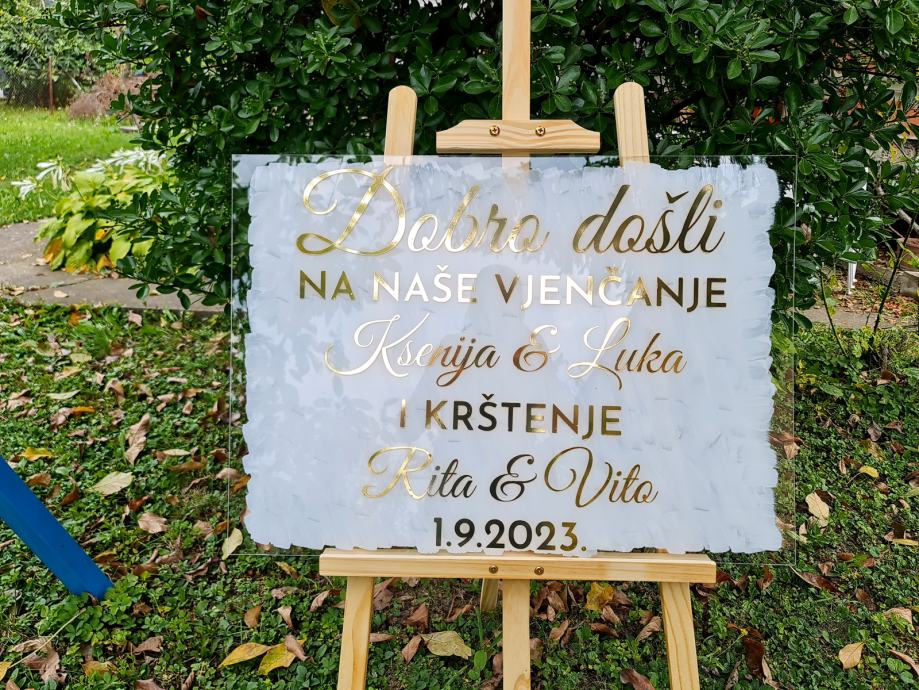 Dobro došli
NA NAŠE VJENČANJE
Ksenija & Luka
I KRŠTENJE
Rita & Vito
1.9.2023.